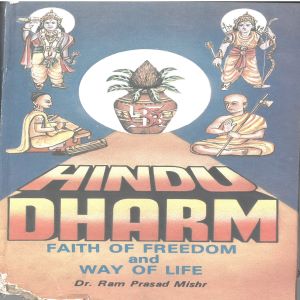 HINDU
DHARM
FAITH OF FREEDOM
and
WAY OF LIFE
Dr. Ram Prasad Mishr